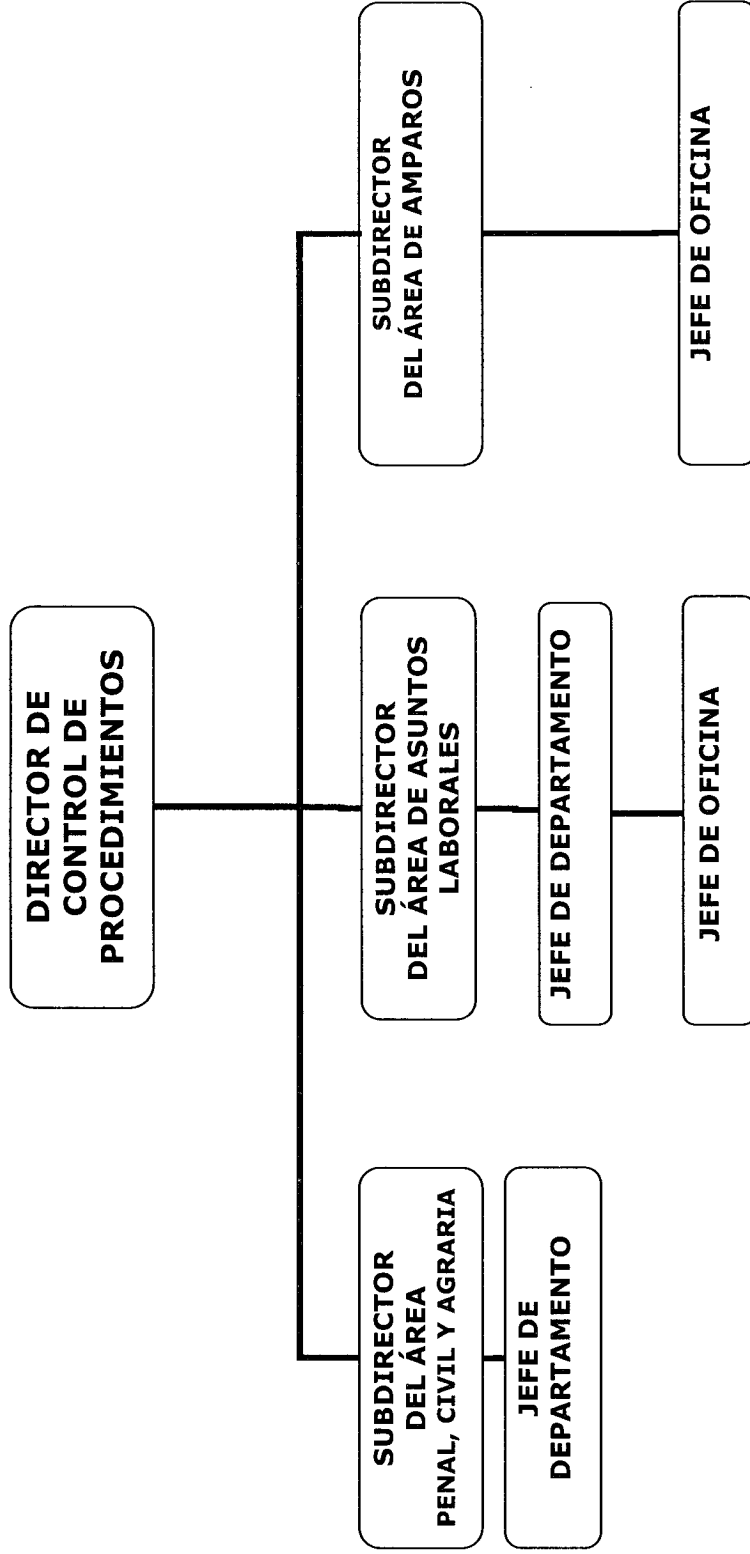 DIRECTOR DE
CONTROL DE
PROCEDIMIENTOS
SUBDIRECTOR
DEL ÁREA
PENAL, CIVIL Y AGRARIA
JEFE DE
DEPARTAMENTO
SUBDIRECTOR
DEL ÁREA DE ASUNTOS
LABORALES
JEFE DE DEPARTAMENTO
JEFE DE OFICINA
SUBDIRECTOR
DEL ÁREA DE AMPAROS
JEFE DE OFICINA